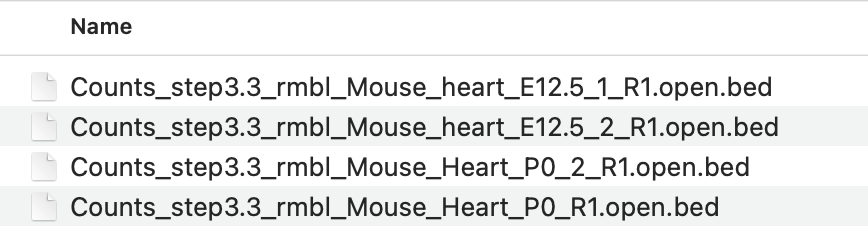 Name
Counts_step3.3_rmbl_Mouse_heart_E12.5_1_R1.open.bed
Counts_step3.3_rmbl_Mouse_heart_E12.5_2_R1.open.bed
Counts_step3.3_rmbl_Mouse_Heart_P0_2_R1.open.bed
Counts_step3.3_rmbl_Mouse_Heart_P0_R1.open.bed